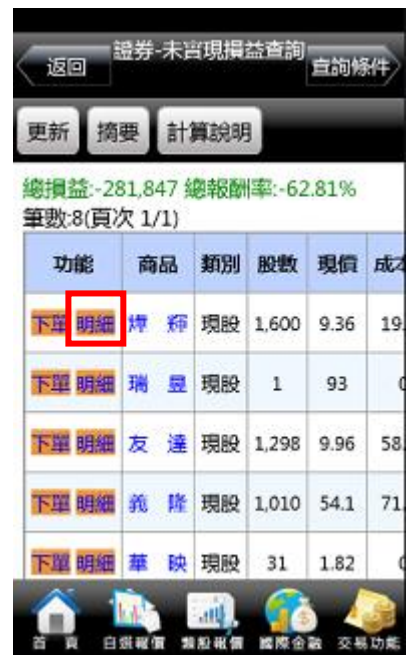 返回 證券-未實現損益查詢 查詢條件
更新 摘要 計算說明
總損益:-281,847 總報酬率:-62.81%
筆數:8(頁次 1/1)
功能 商品 類別 股數 現價 成本
下單 明細 燁 輝 現股 1,600 9.36 19.
下單 明細 瑞 昱 現股 1 93 0
下單 明細 友 達 現股 1,298 9.96 58.
下單 明細 義 隆 現股 1,010 54.1 71.
下單 明細 華 映 現股 31 1.82 0
首 頁 自選報價 類股報價 國際金融 交易功能